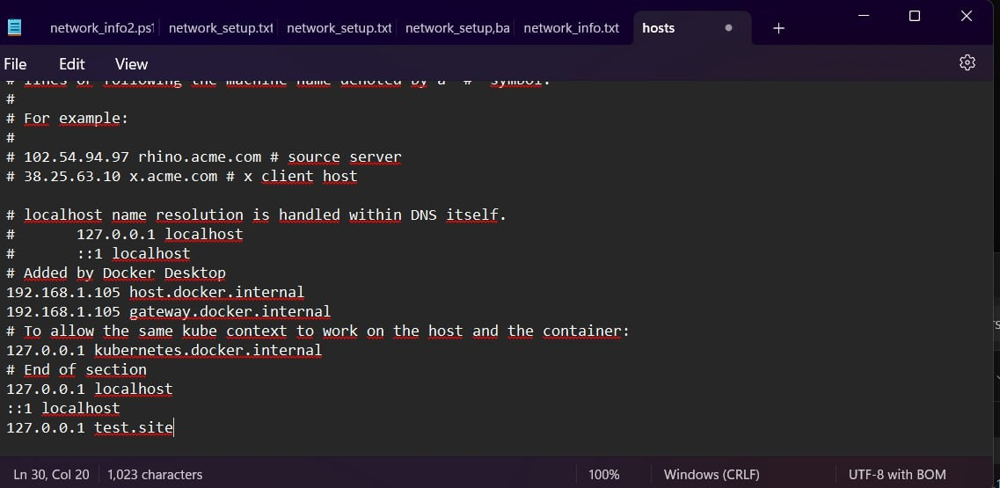 network_info2.ps1
network_setup.txt
network_setup.txt
network_setup,ba
network_info.txt
hosts
File
Edit
View
# lines or following the machine name denoted by a '#' symbol.
#
# For example:
#
# 102.54.94.97 rhino.acme.com # source server
# 38.25.63.10 x.acme.com # x client host
# localhost name resolution is handled within DNS itself.
# 127.0.0.1 localhost
# ::1 localhost
# Added by Docker Desktop
192.168.1.105 host.docker.internal
192.168.1.105 gateway.docker.internal
# To allow the same kube context to work on the host and the container:
127.0.0.1 kubernetes.docker.internal
# End of section
127.0.0.1 localhost
::1 localhost
127.0.0.1 test.site
Ln 30, Col 20
1,023 characters
100%
Windows (CRLF)
UTF-8 with BOM